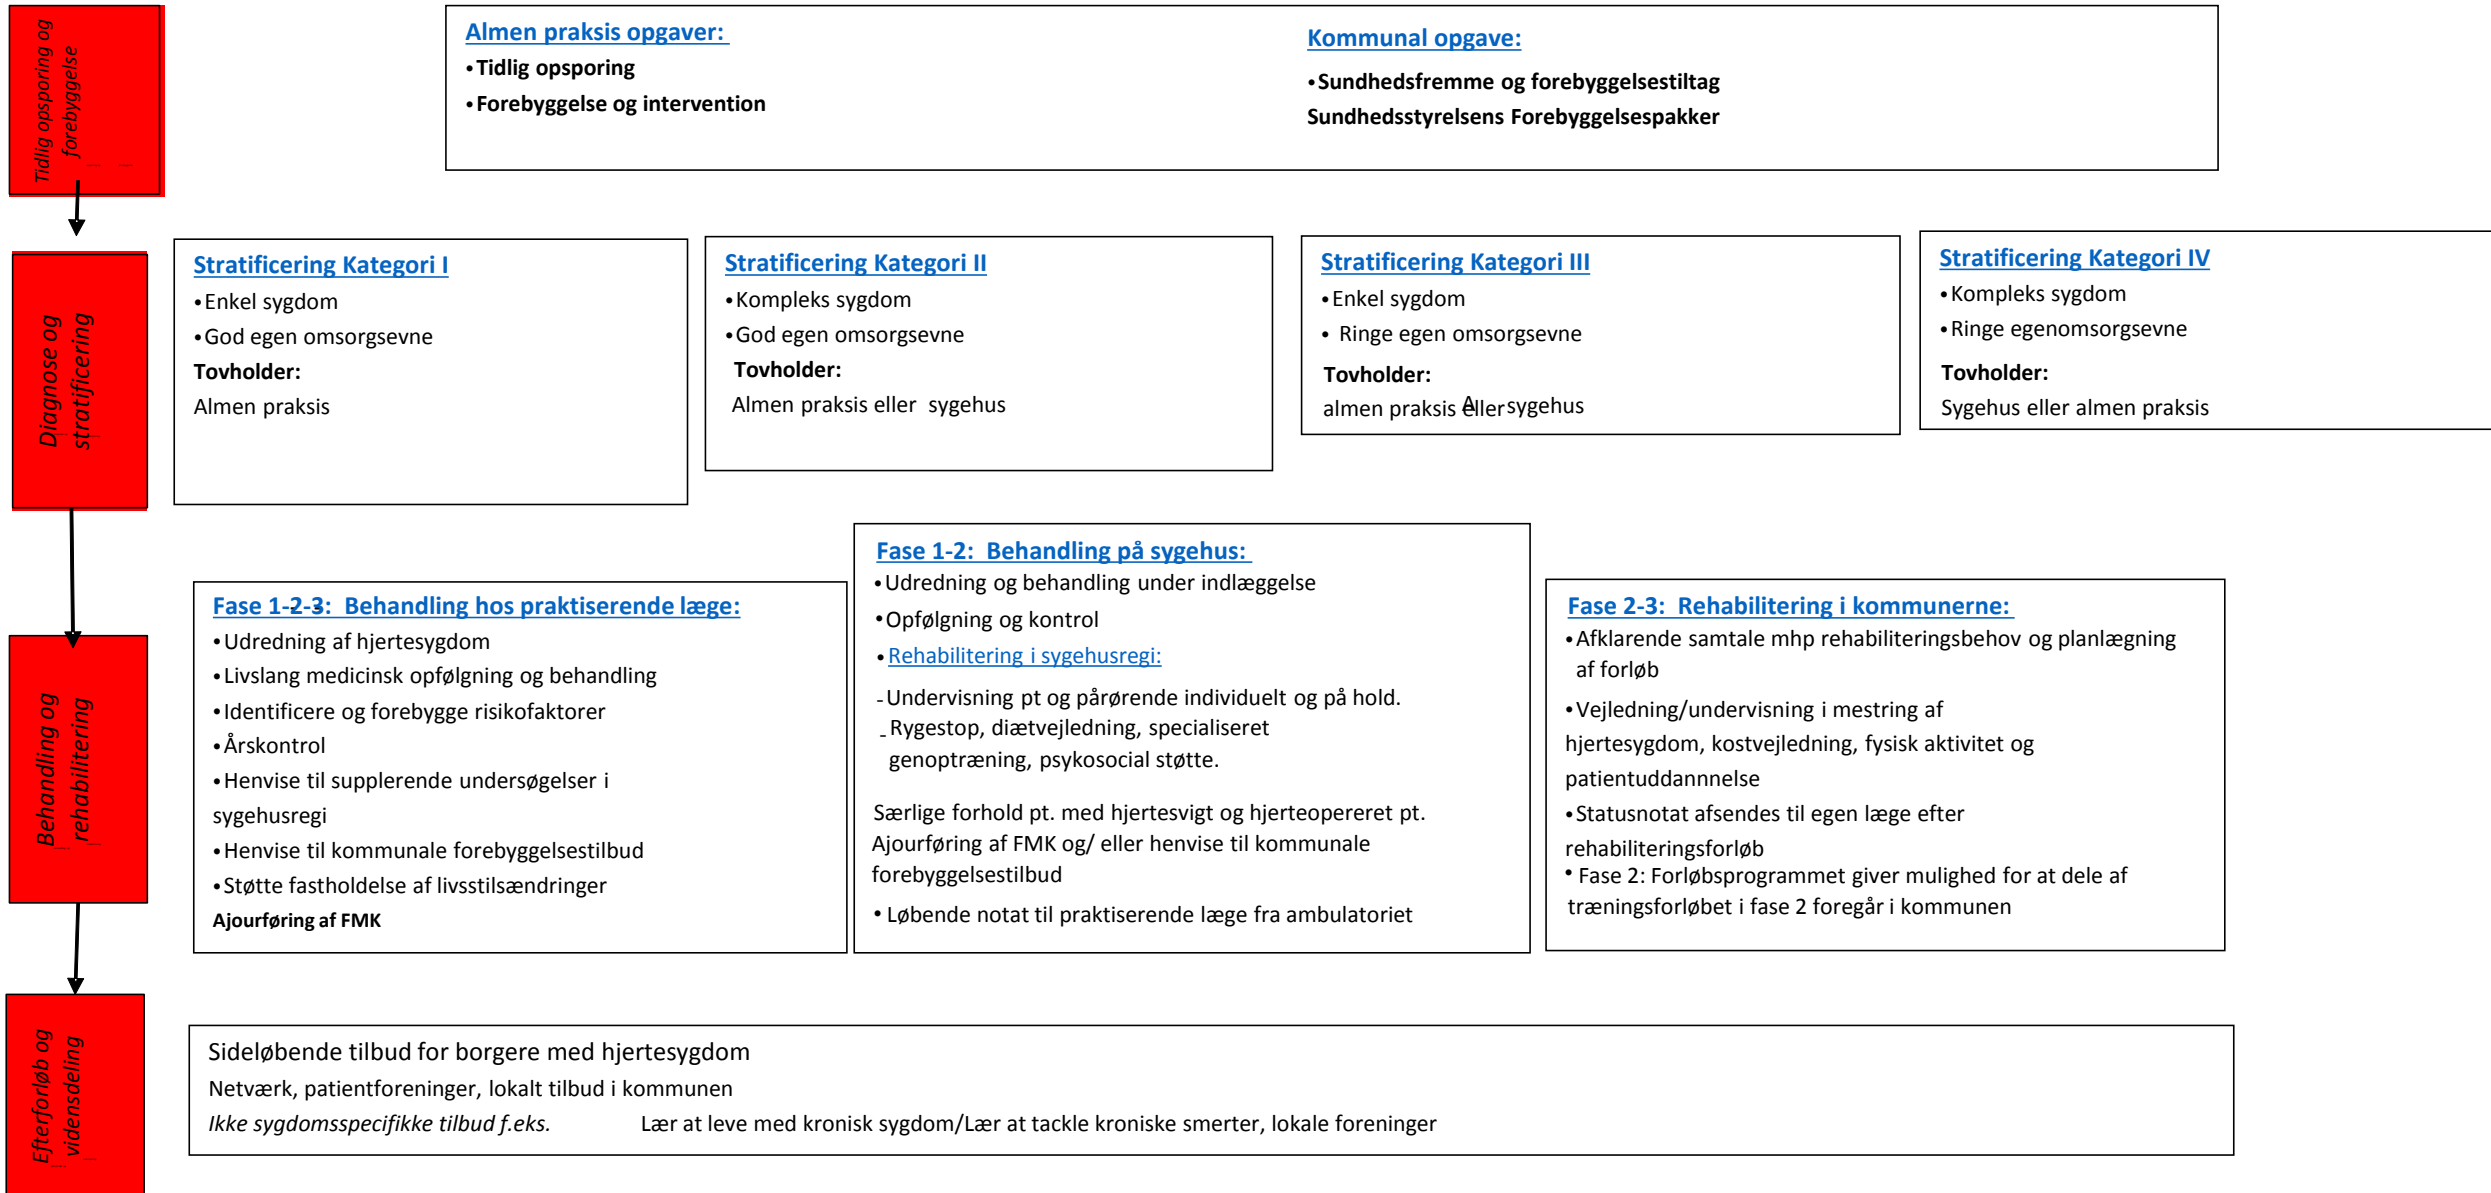 Tidlig opsporing og
forebyggelse
Almen praksis opgaver:
•Tidlig opsporing
•Forebyggelse og intervention
Kommunal opgave:
•Sundhedsfremme og forebyggelsestiltag
Sundhedsstyrelsens Forebyggelsespakker
Diagnose og
stratificering
Stratificering Kategori I
•Enkel sygdom
•God egen omsorgsevne
Tovholder:
Almen praksis
Stratificering Kategori II
•Kompleks sygdom
•God egen omsorgsevne
Tovholder:
Almen praksis eller sygehus
Stratificering Kategori III
•Enkel sygdom
• Ringe egen omsorgsevne
Tovholder:
almen praksis eller sygehus
Stratificering Kategori IV
•Kompleks sygdom
•Ringe egenomsorgsevne
Tovholder:
Sygehus eller almen praksis
Behandling og
rehabilitering
Fase 1-2-3: Behandling hos praktiserende læge:
•Udredning af hjertesygdom
•Livslang medicinsk opfølgning og behandling
•Identificere og forebygge risikofaktorer
•Årskontrol
•Henvise til supplerende undersøgelser i
sygehusregi
•Henvise til kommunale forebyggelsestilbud
•Støtte fastholdelse af livsstilsændringer
Ajourføring af FMK
Fase 1-2: Behandling på sygehus:
•Udredning og behandling under indlæggelse
•Opfølgning og kontrol
•Rehabilitering i sygehusregi:
-Undervisning pt og pårørende individuelt og på hold.
-Rygestop, diætvejledning, specialiseret
genoptræning, psykosocial støtte.
Særlige forhold pt. med hjertesvigt og hjerteopereret pt.
Ajourføring af FMK og/ eller henvise til kommunale
forebyggelsestilbud
• Løbende notat til praktiserende læge fra ambulatoriet
Fase 2-3: Rehabilitering i kommunerne:
•Afklarende samtale mhp rehabiliteringsbehov og planlægning
af forløb
•Vejledning/undervisning i mestring af
hjertesygdom, kostvejledning, fysisk aktivitet og
patientuddannnelse
•Statusnotat afsendes til egen læge efter
rehabiliteringsforløb
• Fase 2: Forløbsprogrammet giver mulighed for at dele af
træningsforløbet i fase 2 foregår i kommunen
Efterforløb og
vidensdeling
Sideløbende tilbud for borgere med hjertesygdom
Netværk, patientforeninger, lokalt tilbud i kommunen
Ikke sygdomsspecifikke tilbud f.eks. Lær at leve med kronisk sygdom/Lær at tackle kroniske smerter, lokale foreninger